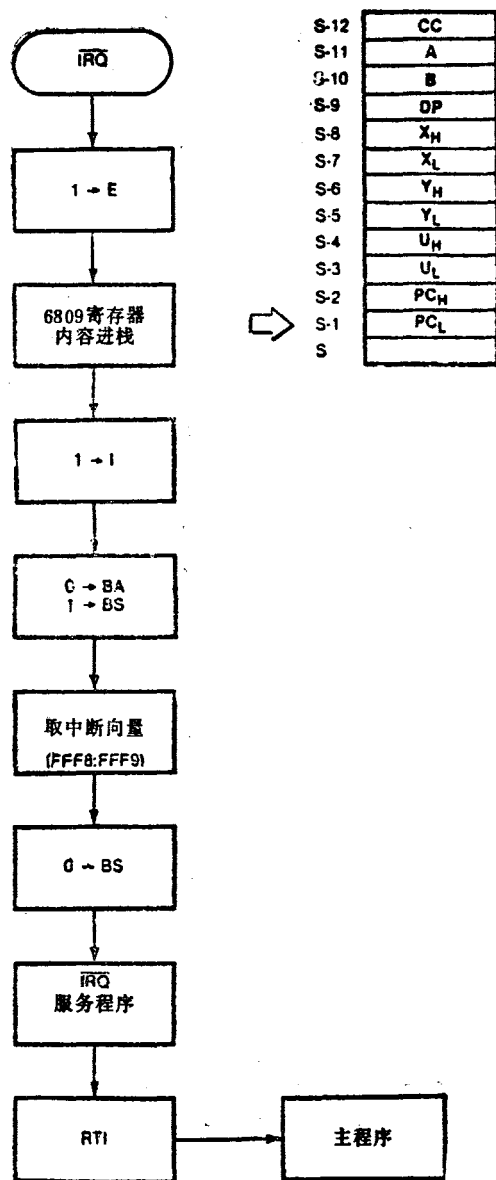 IRQ
1 → E
6809寄存器
内容进栈
1 → I
0 → BA
1 → BS
取中断向量
(FFF8:FFF9)
0 → BS
IRQ
服务程序
RTI
主程序
S-12 CC
S-11 A
S-10 B
S-9 DP
S-8 XH
S-7 XL
S-6 YH
S-5 YL
S-4 UH
S-3 UL
S-2 PCH
S-1 PCL
S